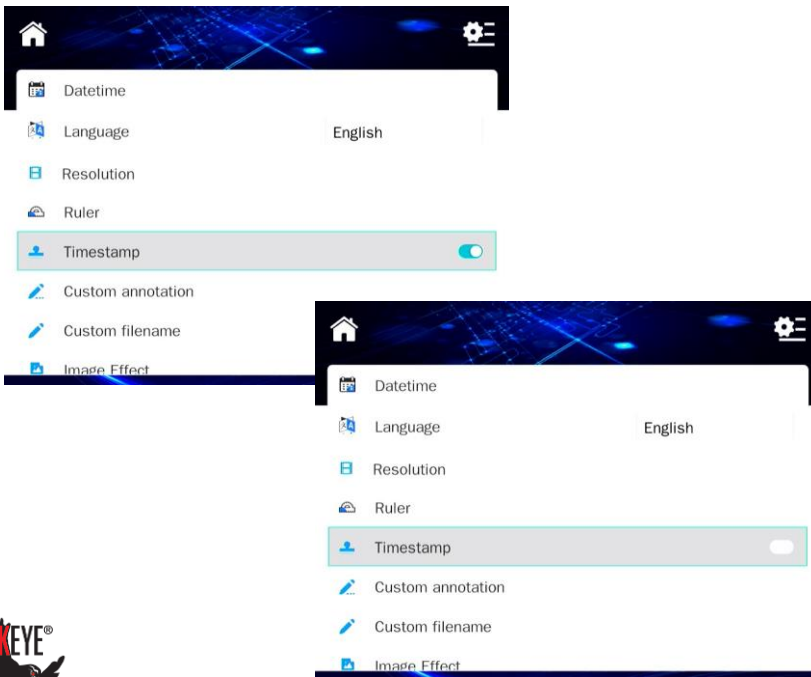 Datetime
Language English
Resolution
Ruler
Timestamp
Custom annotation
Custom filename
Image Effect
Datetime
Language English
Resolution
Ruler
Timestamp
Custom annotation
Custom filename
Image Effect
KEYE®